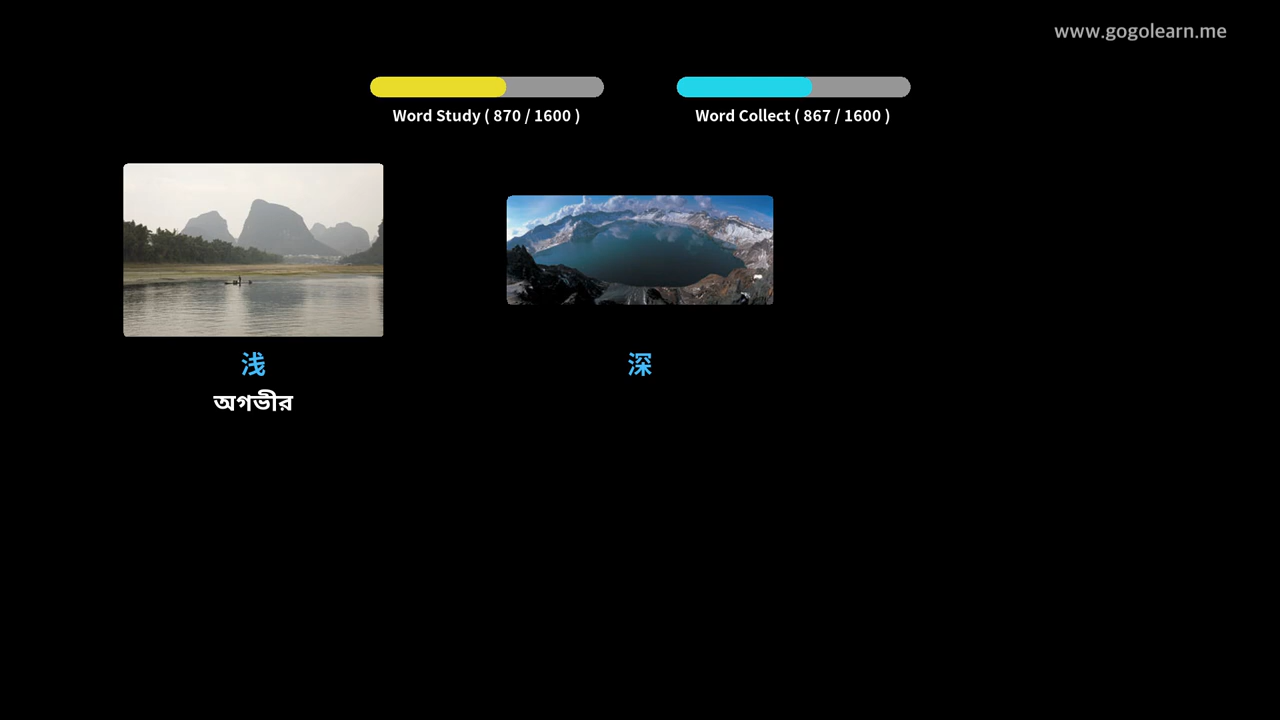 www.gogolearn.me
Word Study ( 870 / 1600 )
Word Collect ( 867 / 1600 )
浅
深
অগভীর